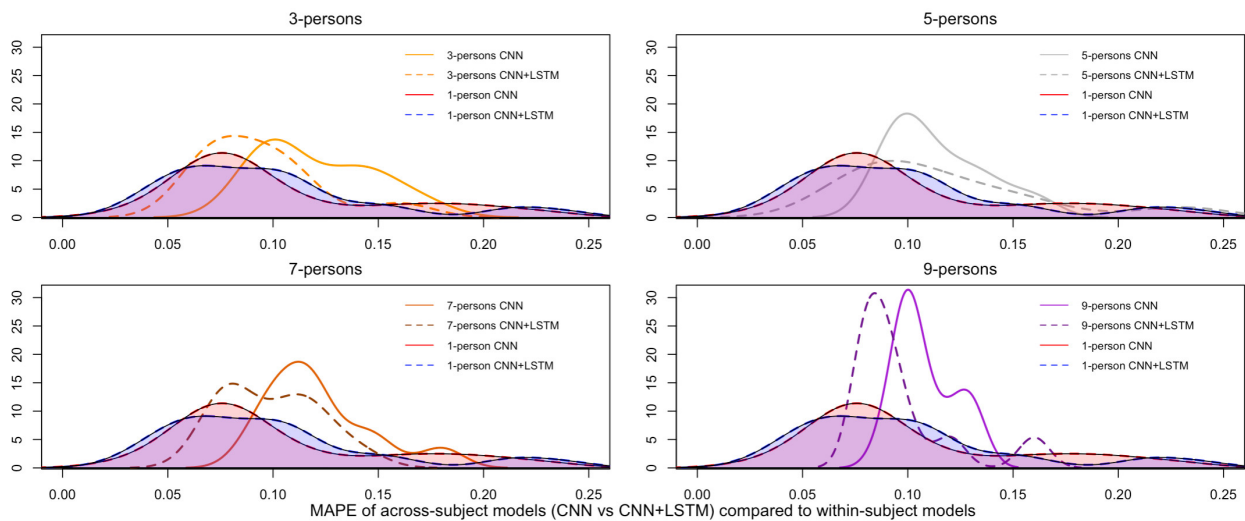 3-persons
30
25
20
15
10
5
0
3-persons CNN
3-persons CNN+LSTM
1-person CNN
1-person CNN+LSTM
0.00 0.05 0.10 0.15 0.20 0.25
5-persons
30
25
20
15
10
5
0
5-persons CNN
5-persons CNN+LSTM
1-person CNN
1-person CNN+LSTM
0.00 0.05 0.10 0.15 0.20 0.25
7-persons
30
25
20
15
10
5
0
7-persons CNN
7-persons CNN+LSTM
1-person CNN
1-person CNN+LSTM
0.00 0.05 0.10 0.15 0.20 0.25
9-persons
30
25
20
15
10
5
0
9-persons CNN
9-persons CNN+LSTM
1-person CNN
1-person CNN+LSTM
0.00 0.05 0.10 0.15 0.20 0.25
MAPE of across-subject models (CNN vs CNN+LSTM) compared to within-subject models